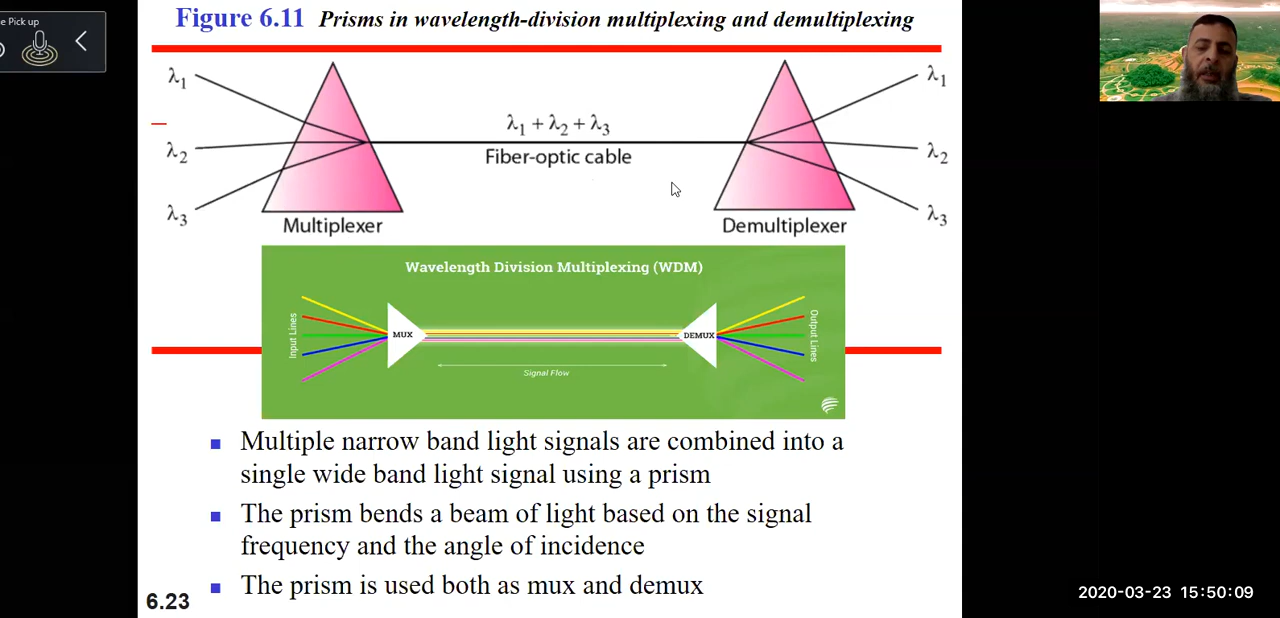 e Pick up
Figure 6.11 Prisms in wavelength-division multiplexing and demultiplexing
λ1
λ2
λ3
λ1 + λ2 + λ3
Fiber-optic cable
Multiplexer
λ1
λ2
λ3
Demultiplexer
Wavelength Division Multiplexing (WDM)
Input Lines
MUX
DEMUX
Output Lines
Signal Flow
Multiple narrow band light signals are combined into a
single wide band light signal using a prism
The prism bends a beam of light based on the signal
frequency and the angle of incidence
The prism is used both as mux and demux
6.23
2020-03-23 15:50:09